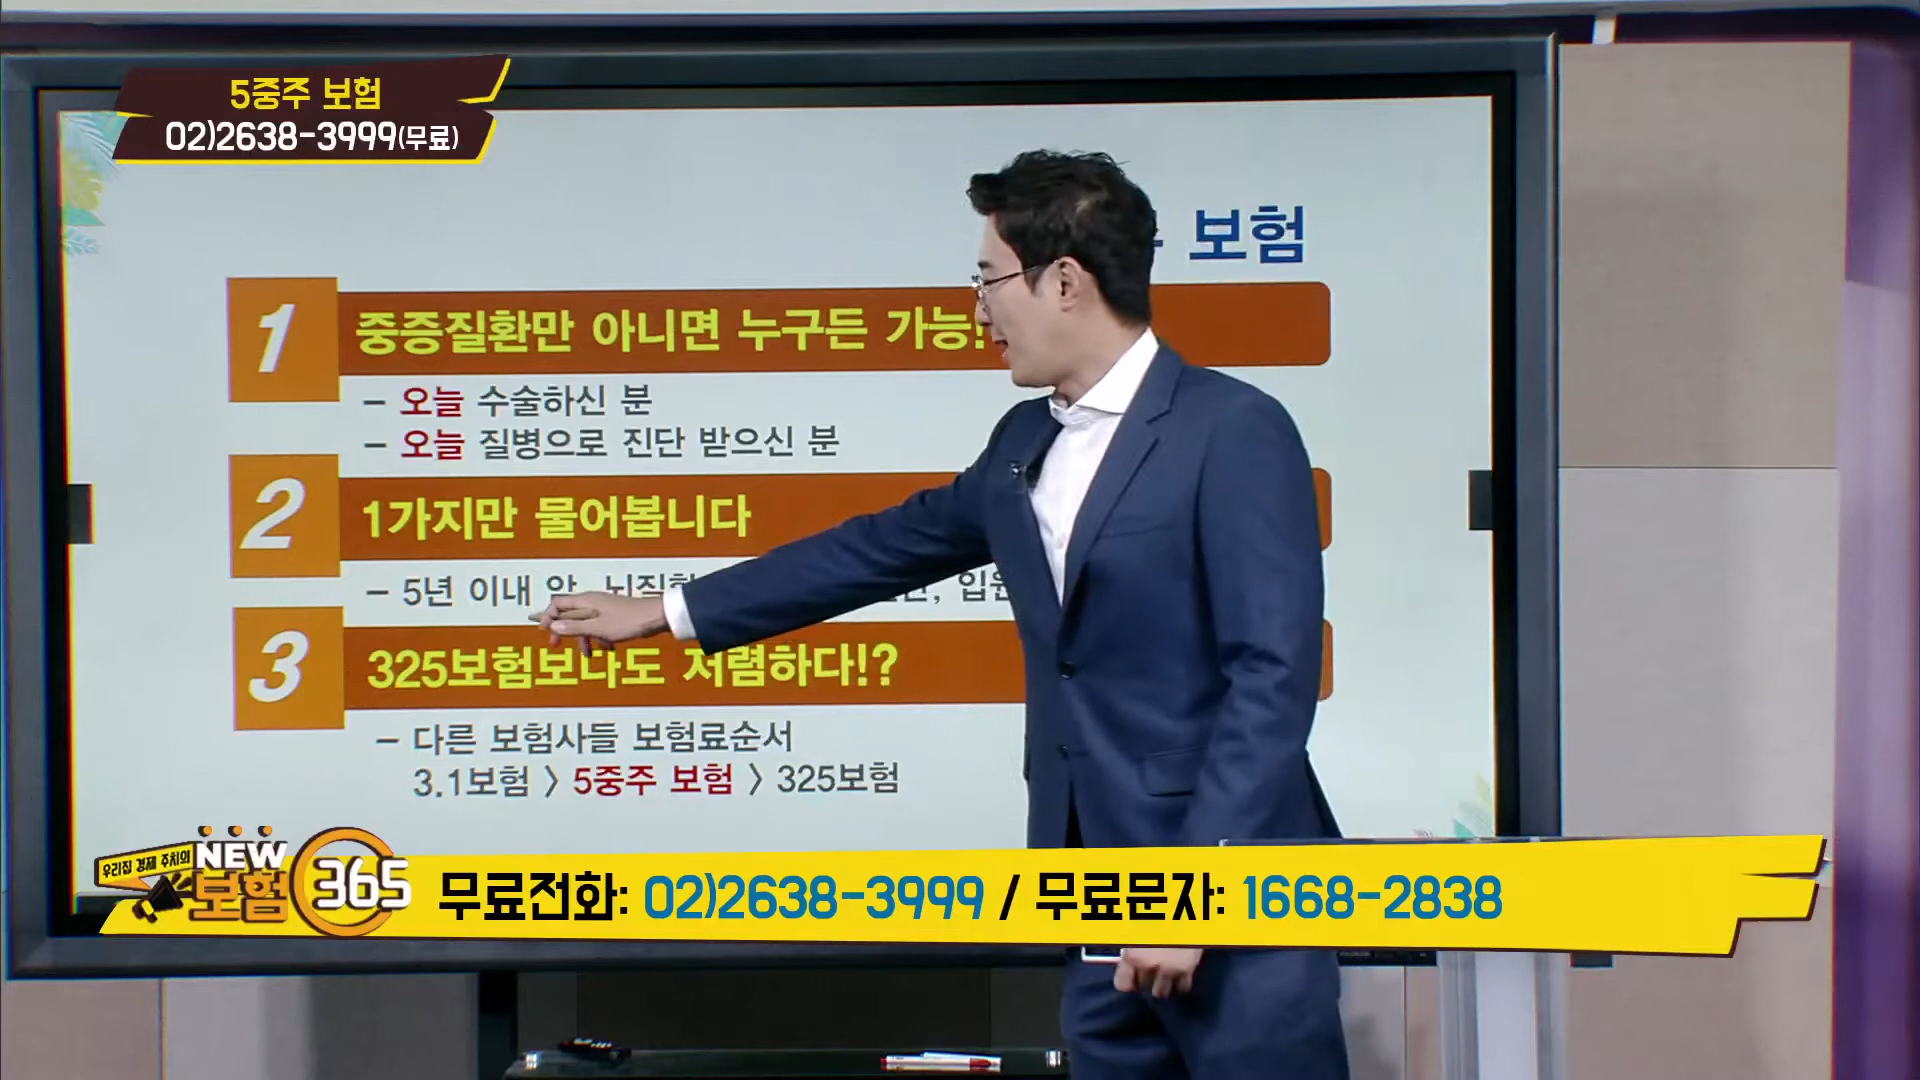 5중주 보험
02)2638-3999(무료)
보험
1
중증질환만 아니면 누구든 가능!
- 오늘 수술하신 분
- 오늘 질병으로 진단 받으신 분
2
1가지만 물어봅니다
- 5년 이내 암,
3
325보험보다도 저렴하다!?
- 다른 보험사들 보험료순서
3.1보험 > 5중주 보험 > 325보험
우리집 경제 주치의
NEW
보험 365
무료전화: 02)2638-3999 / 무료문자: 1668-2838